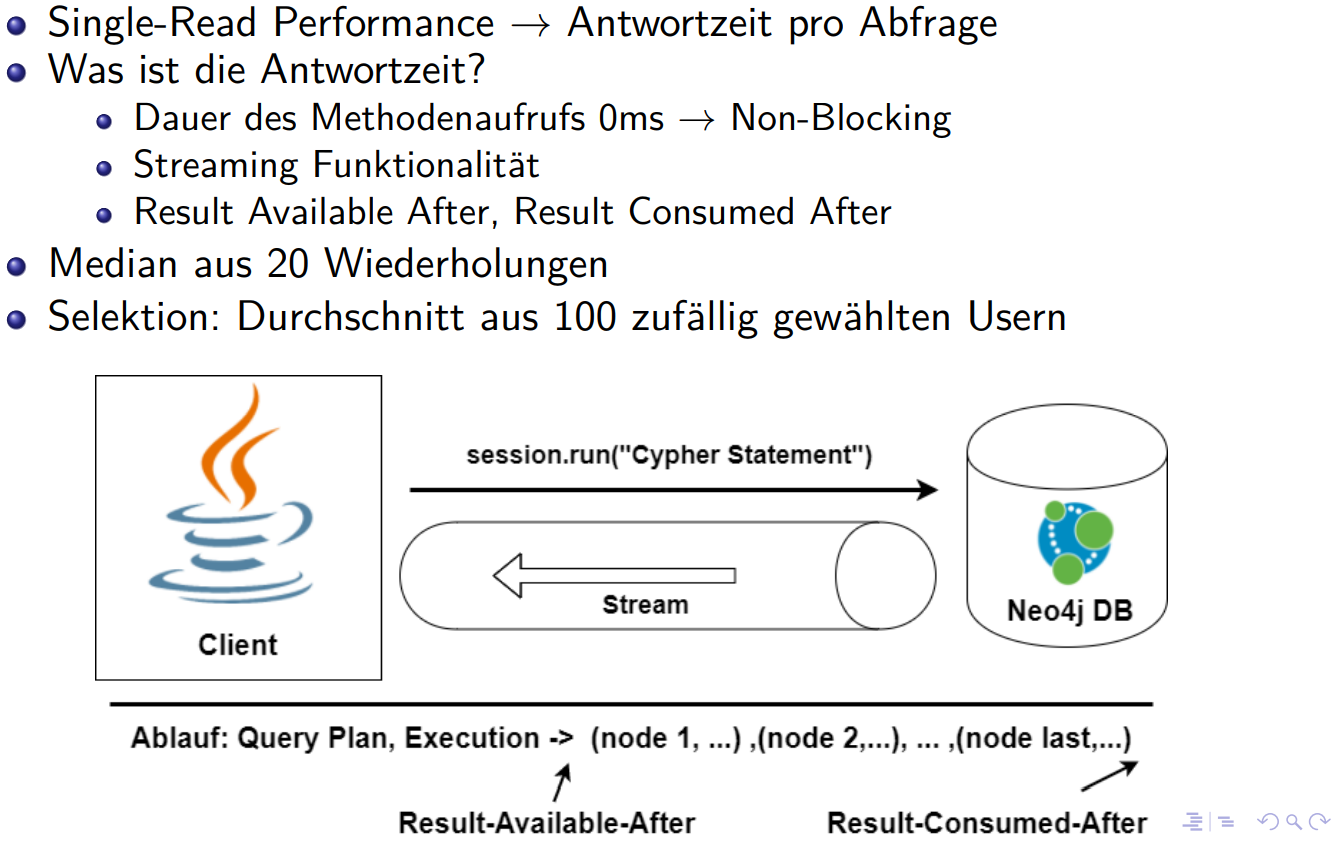 Single-Read Performance → Antwortzeit pro Abfrage
Was ist die Antwortzeit?
Dauer des Methodenaufrufs 0ms → Non-Blocking
Streaming Funktionalität
Result Available After, Result Consumed After
Median aus 20 Wiederholungen
Selektion: Durchschnitt aus 100 zufällig gewählten Usern
session.run("Cypher Statement")
Stream
Client
Neo4j DB
Ablauf: Query Plan, Execution -> (node 1, ...) ,(node 2,...), ... ,(node last,...)
Result-Available-After
Result-Consumed-After